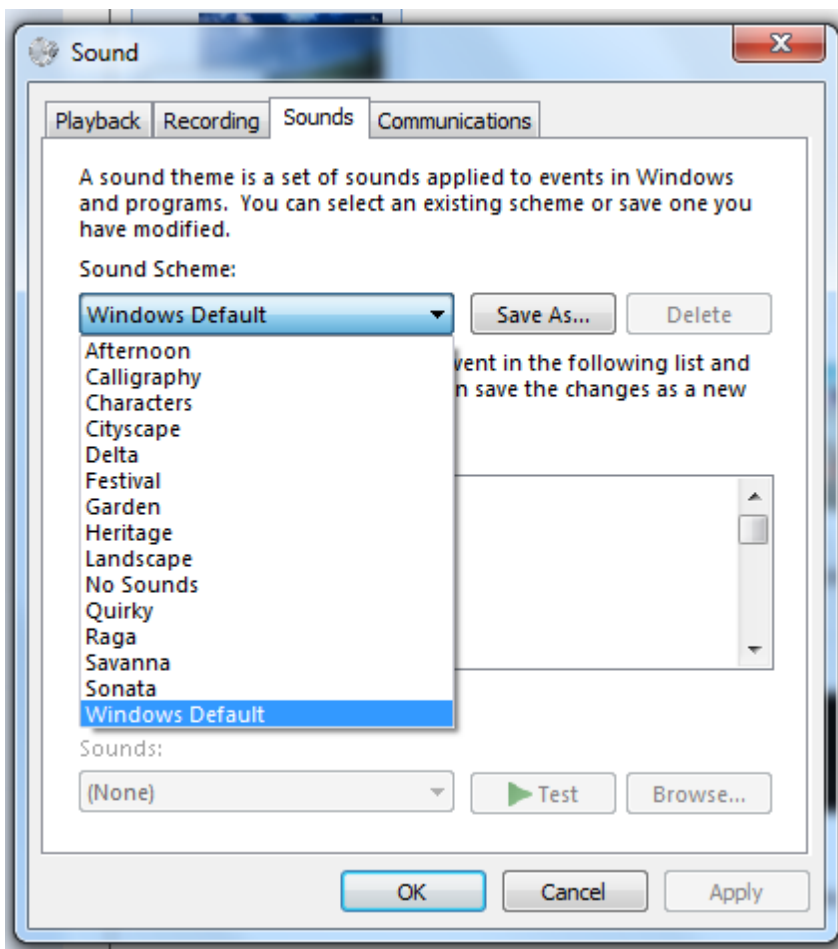 Sound
Playback Recording Sounds Communications
A sound theme is a set of sounds applied to events in Windows
and programs. You can select an existing scheme or save one you
have modified.
Sound Scheme:
Windows Default Save As... Delete
Afternoon
vent in the following list and
Calligraphy
n save the changes as a new
Characters
Cityscape
Delta
Festival
Garden
Heritage
Landscape
No Sounds
Quirky
Raga
Savanna
Sonata
Windows Default
Sounds:
(None) Test Browse...
OK Cancel Apply